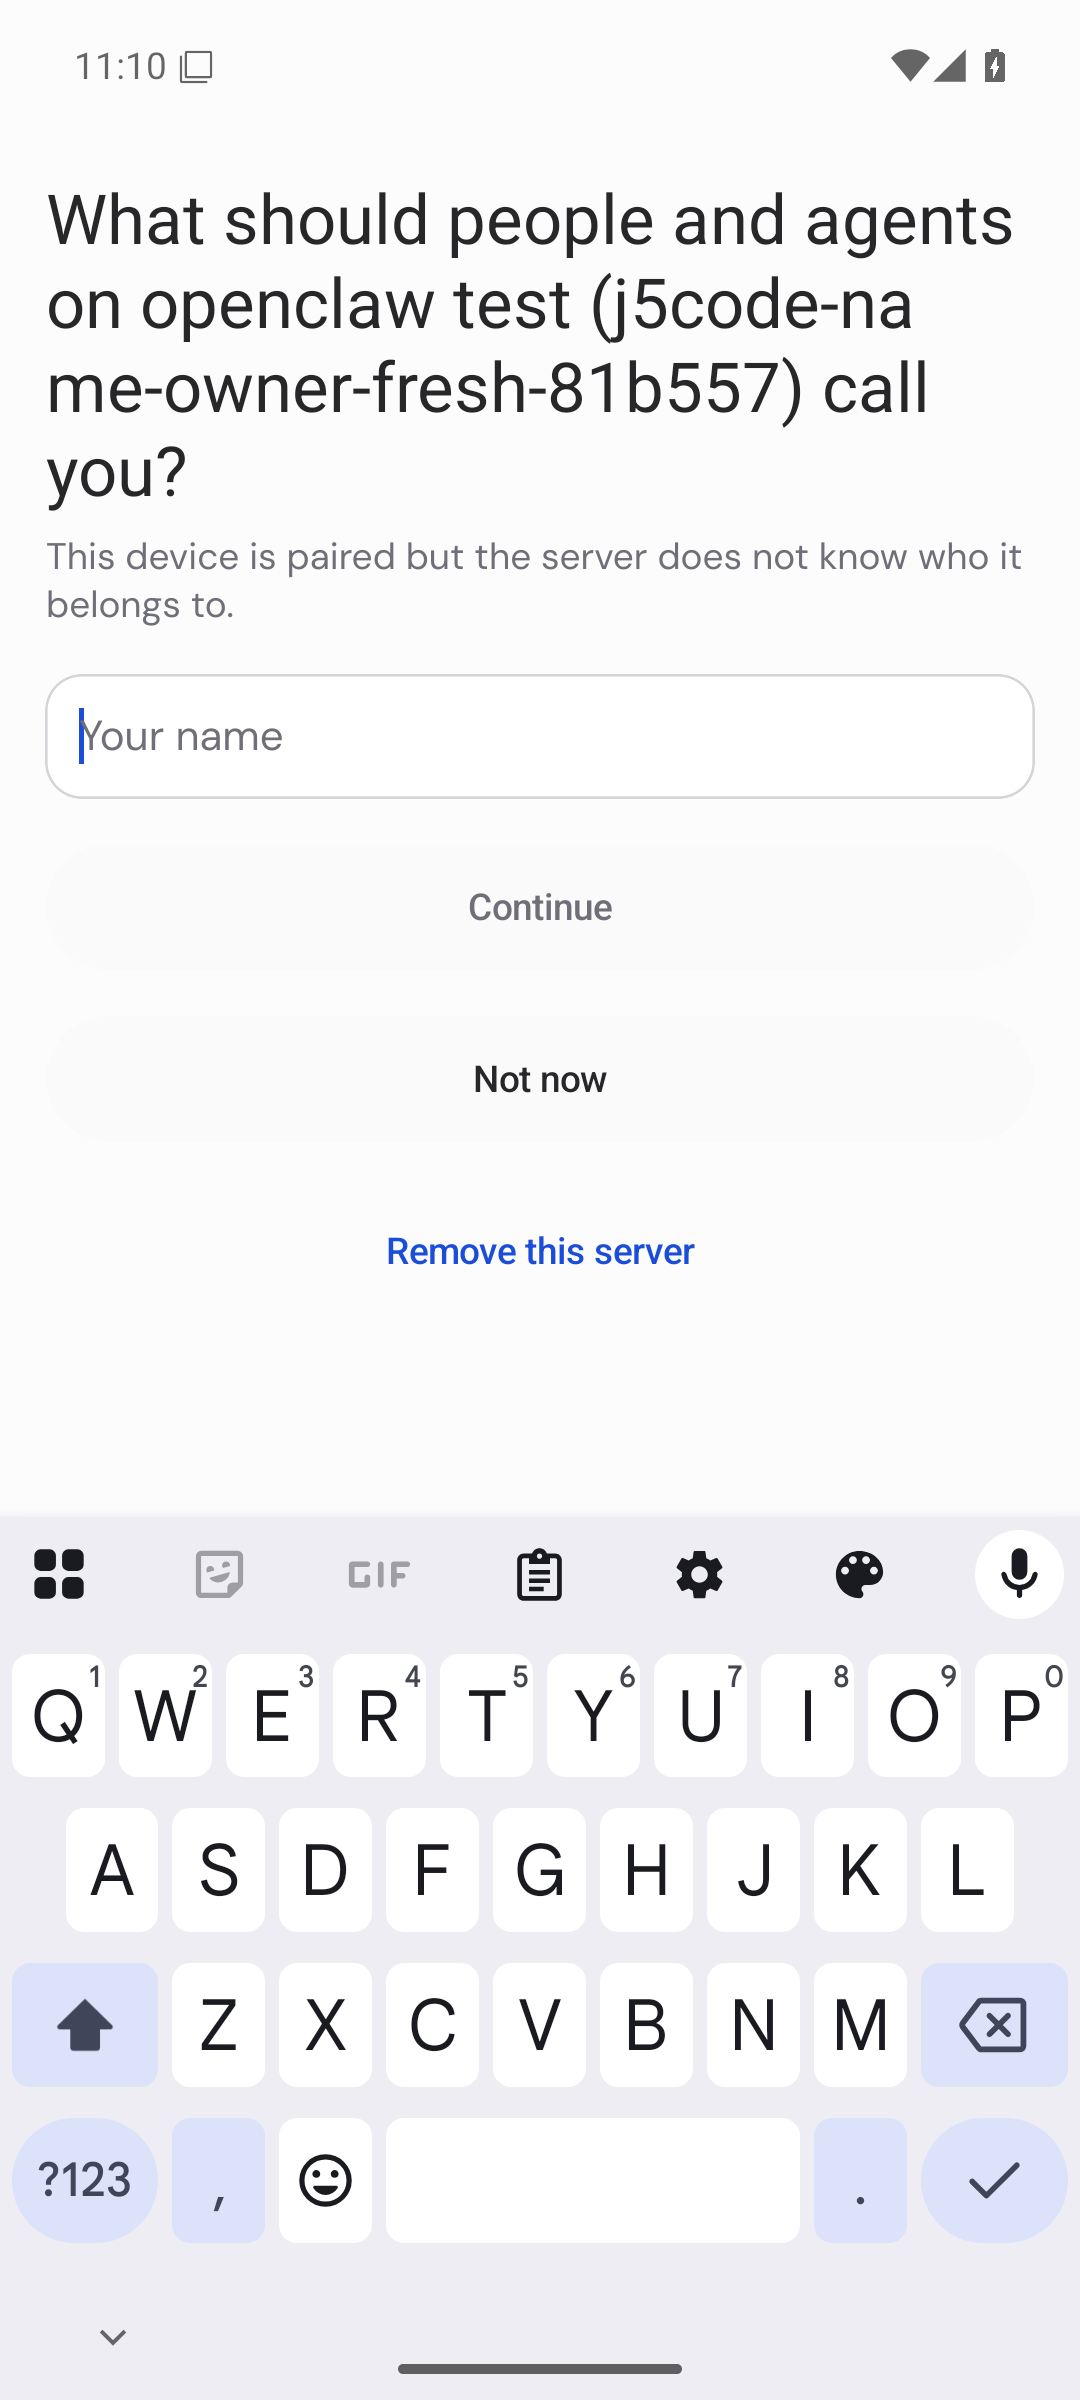 11:10
What should people and agents
on openclaw test (j5code-na
me-owner-fresh-81b557) call
you?
This device is paired but the server does not know who it
belongs to.
Your name
Continue
Not now
Remove this server
GIF
Q1 W2 E3 R4 T5 Y6 U7 I8 O9 P0
A S D F G H J K L
Z X C V B N M
?123 , .